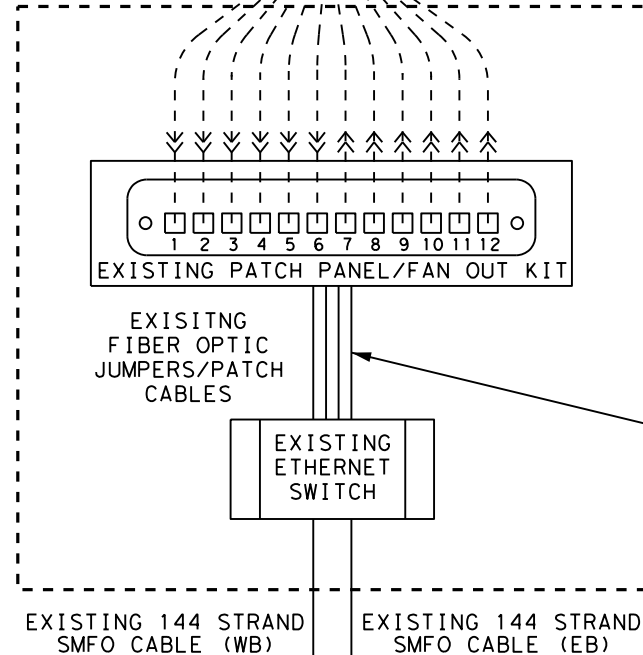 1 2 3 4 5 6 7 8 9 10 11 12
EXISTING PATCH PANEL/FAN OUT KIT
EXISITNG
FIBER OPTIC
JUMPERS/PATCH
CABLES
EXISTING
ETHERNET
SWITCH
EXISTING 144 STRAND
SMFO CABLE (WB)
EXISTING 144 STRAND
SMFO CABLE (EB)